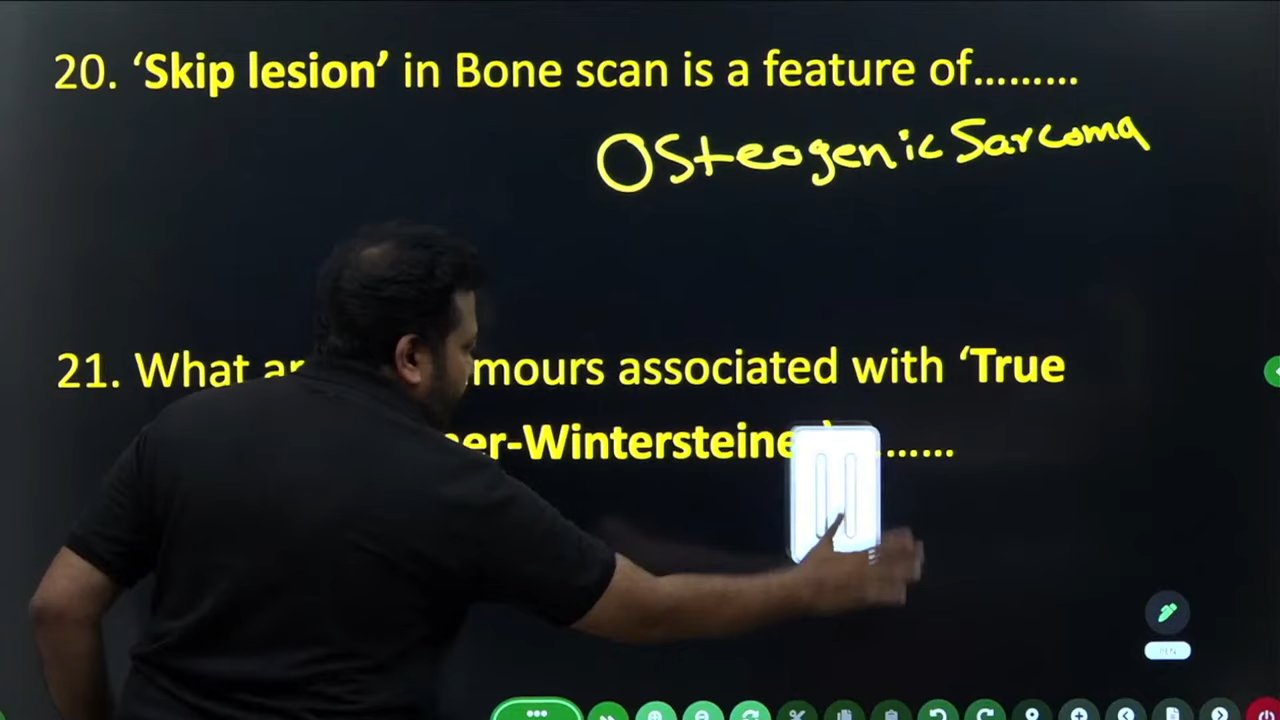 20. ‘Skip lesion’ in Bone scan is a feature of.........
Osteogenic Sarcoma
21. What mours associated with ‘True
er-Wintersteine ......
PEN